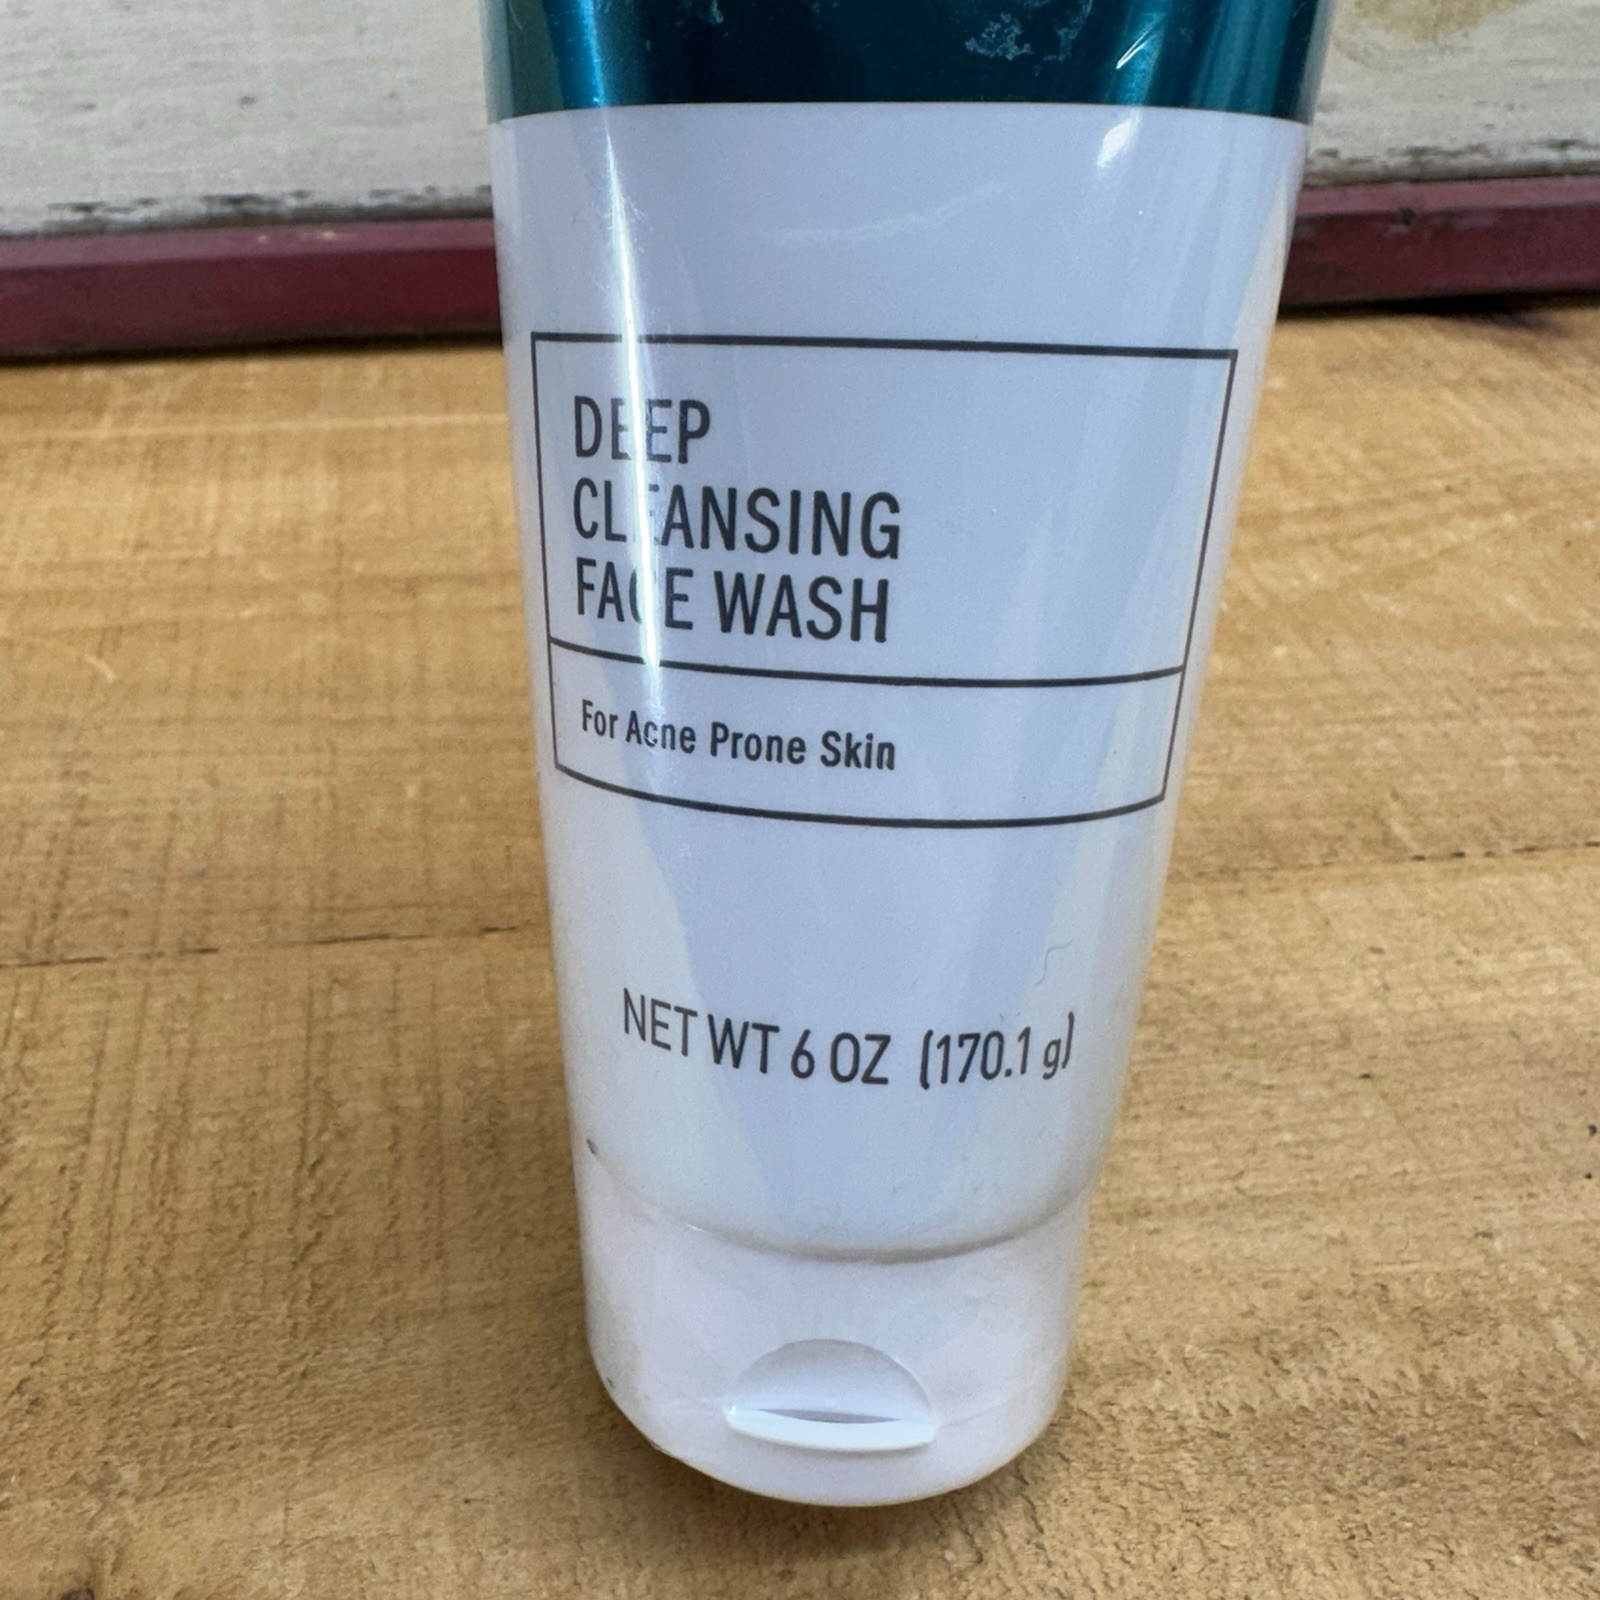 DEEP
CLEANSING
FACE WASH
For Acne Prone Skin
NET WT 6 OZ (170.1 g)